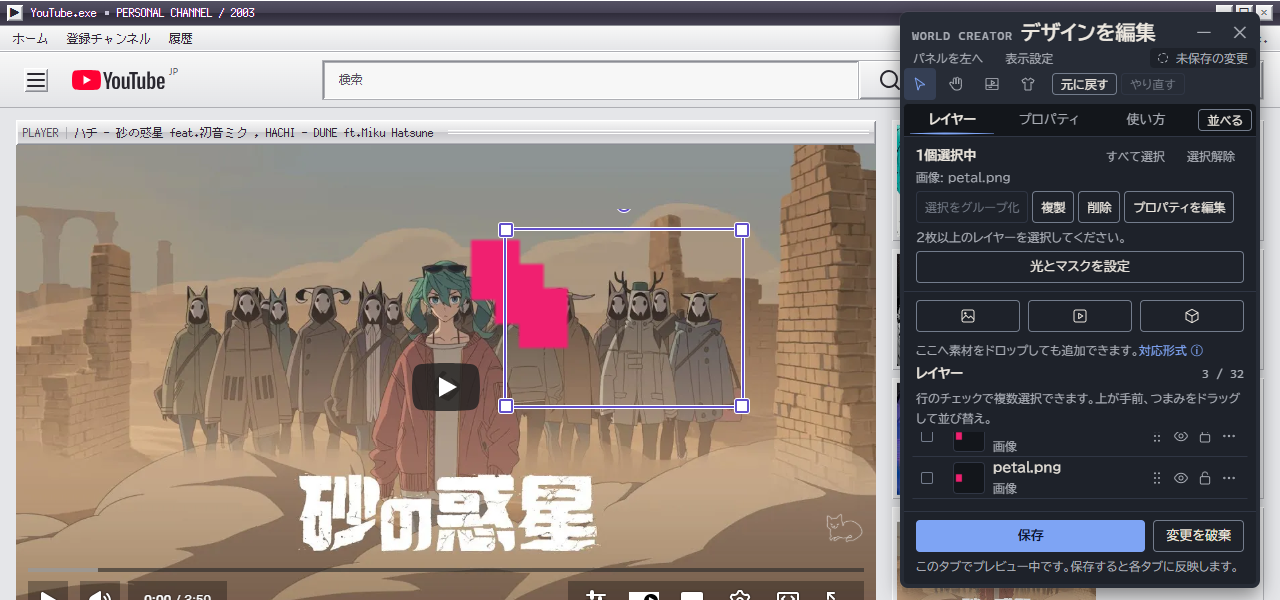 YouTube.exe ▪ PERSONAL CHANNEL / 2003
ホーム 登録チャンネル 履歴
YouTube JP
検索
PLAYER ハチ - 砂の惑星 feat.初音ミク , HACHI - DUNE ft.Miku Hatsune
砂の惑星
0:00 / 3:50
WORLD CREATOR デザインを編集
パネルを左へ 表示設定 未保存の変更
元に戻す やり直す
レイヤー プロパティ 使い方 並べる
1個選択中 すべて選択 選択解除
画像: petal.png
選択をグループ化 複製 削除 プロパティを編集
2枚以上のレイヤーを選択してください。
光とマスクを設定
ここへ素材をドロップしても追加できます。対応形式 ⓘ
レイヤー 3 / 32
行のチェックで複数選択できます。上が手前、つまみをドラッグ
して並び替え。
画像
petal.png
画像
保存 変更を破棄
このタブでプレビュー中です。保存すると各タブに反映します。